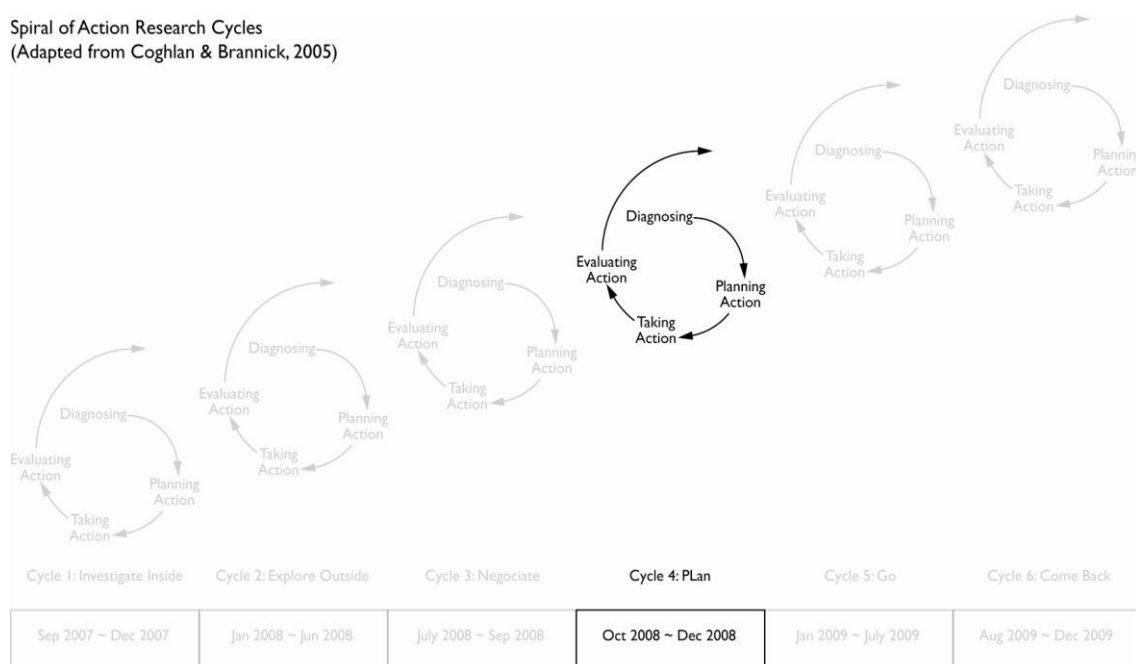 Spiral of Action Research Cycles
(Adapted from Coghlan & Brannick, 2005)
Diagnosing
Planning
Action
Taking
Action
Evaluating
Action
Diagnosing
Planning
Action
Taking
Action
Evaluating
Action
Diagnosing
Planning
Action
Taking
Action
Evaluating
Action
Diagnosing
Planning
Action
Taking
Action
Evaluating
Action
Diagnosing
Planning
Action
Taking
Action
Evaluating
Action
Diagnosing
Plannin
Action
Taking
Action
Evaluating
Action
Cycle 1: Investigate Inside
Cycle 2: Explore Outside
Cycle 3: Negociate
Cycle 4: PLan
Cycle 5: Go
Cycle 6: Come Back
Sep 2007 ~ Dec 2007
Jan 2008 ~ Jun 2008
July 2008 ~ Sep 2008
Oct 2008 ~ Dec 2008
Jan 2009 ~ July 2009
Aug 2009 ~ Dec 2009